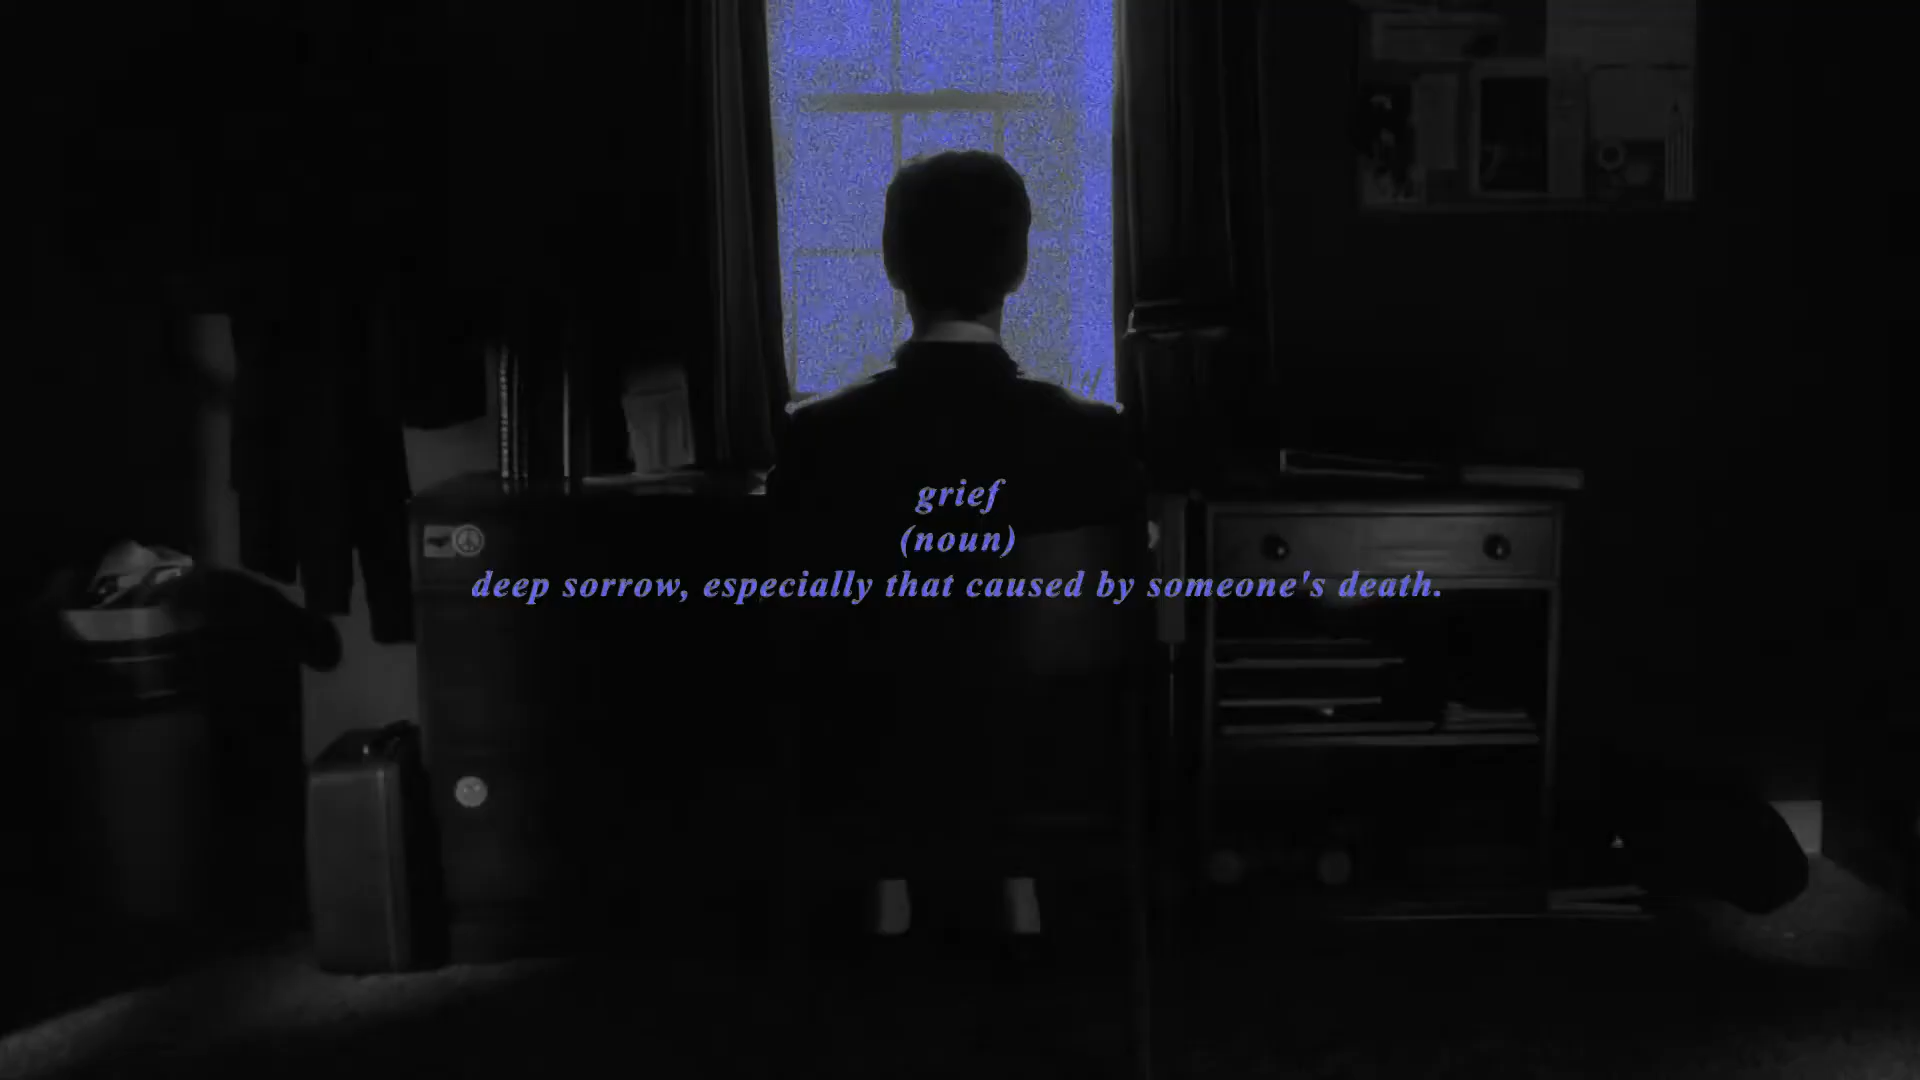 grief
(noun)
deep sorrow, especially that caused by someone's death.